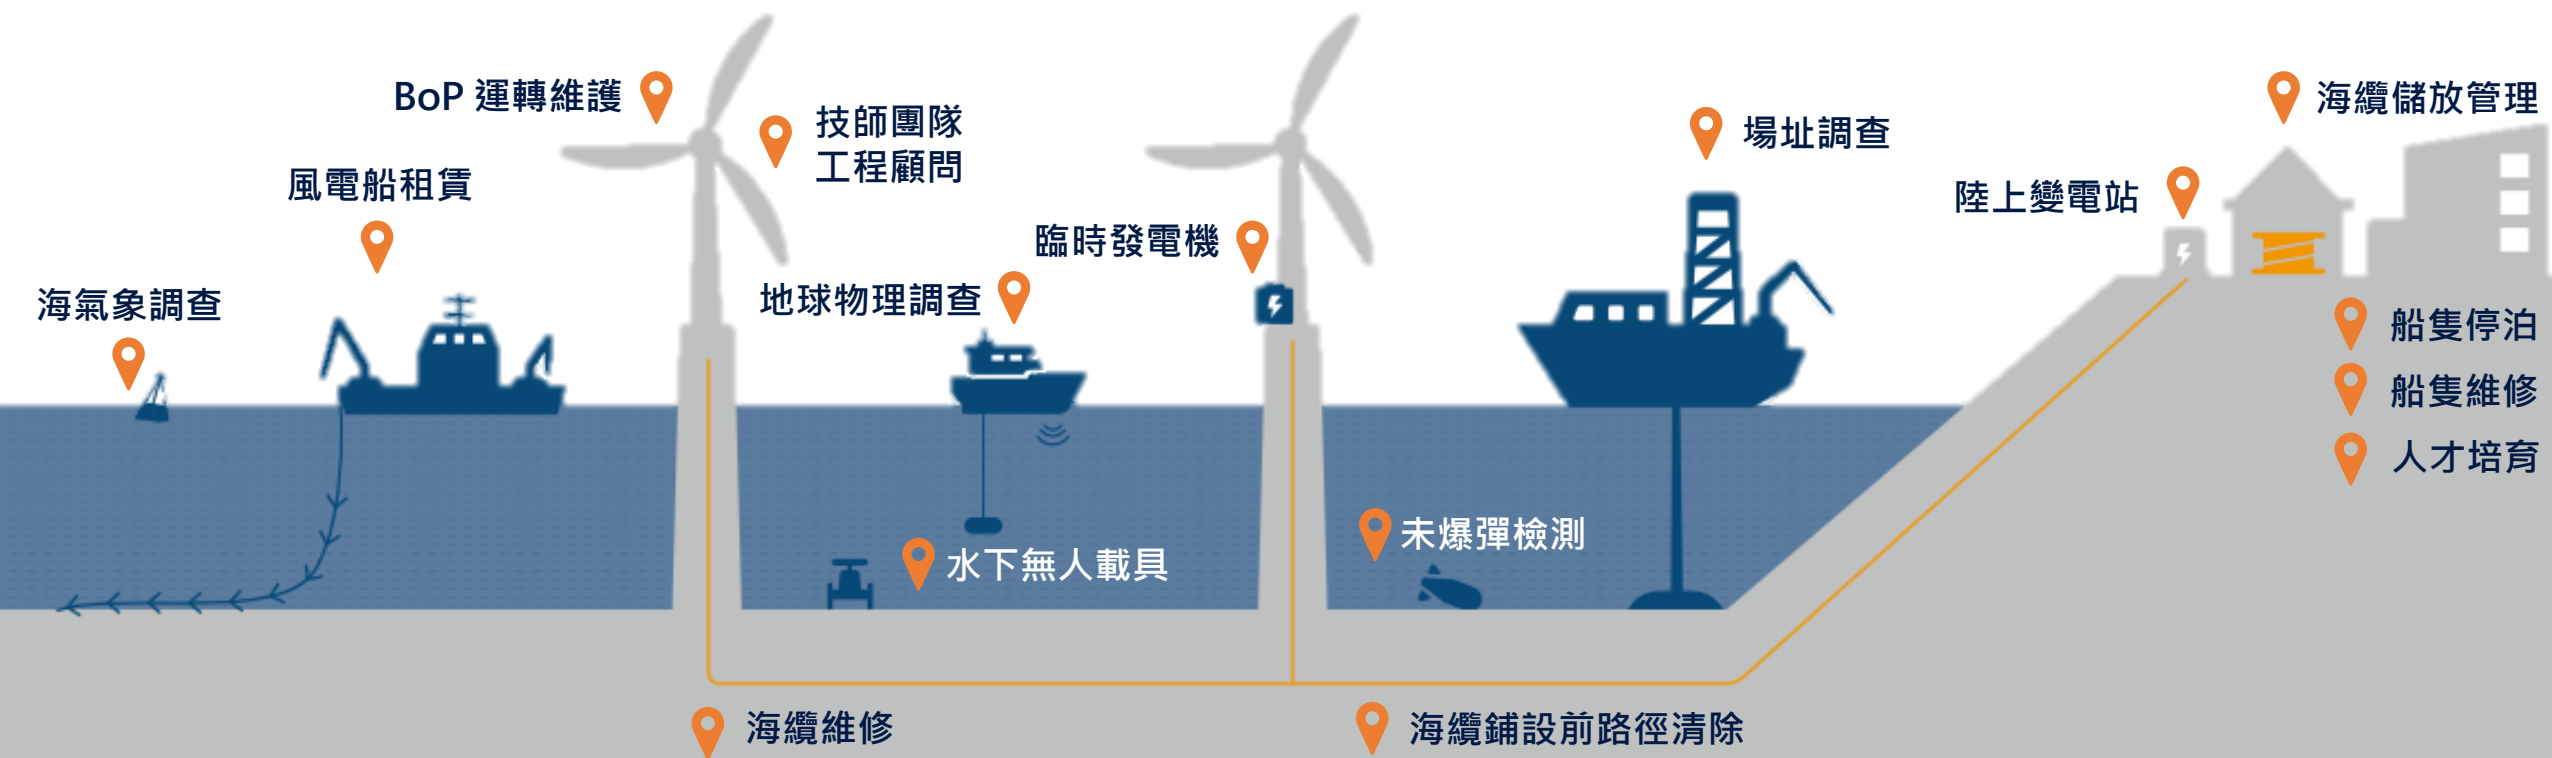 BoP 運轉維護
技師團隊
工程顧問
風電船租賃
海氣象調查
地球物理調查
臨時發電機
場址調查
海纜儲放管理
陸上變電站
船隻停泊
船隻維修
人才培育
水下無人載具
未爆彈檢測
海纜維修
海纜鋪設前路徑清除